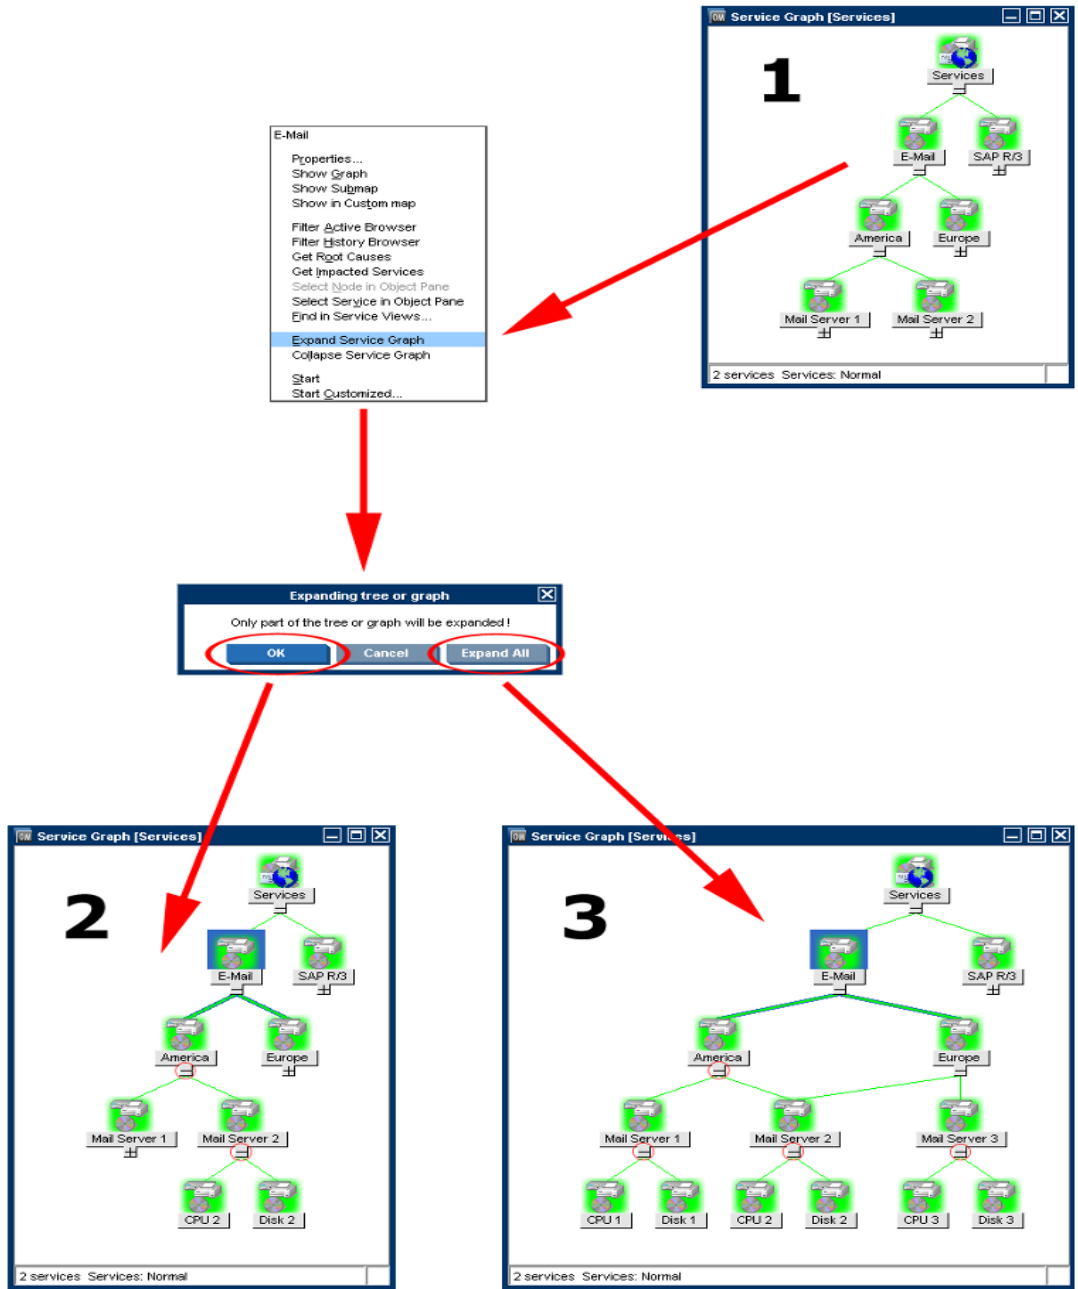 Service Graph [Services]
1
Services
E-Mail
SAP R/3
America
Europe
Mail Server 1
Mail Server 2
2 services Services: Normal
E-Mail
Properties...
Show Graph
Show Submap
Show in Custom map
Filter Active Browser
Filter History Browser
Get Root Causes
Get Impacted Services
Select Node in Object Pane
Select Service in Object Pane
Find in Service Views...
Expand Service Graph
Collapse Service Graph
Start
Start Customized...
Expanding tree or graph
Only part of the tree or graph will be expanded !
OK Cancel Expand All
Service Graph [Services]
2
Services
E-Mail
SAP R/3
America
Europe
Mail Server 1
Mail Server 2
CPU 2
Disk 2
2 services Services: Normal
Service Graph [Services]
3
Services
E-Mail
SAP R/3
America
Europe
Mail Server 1
Mail Server 2
Mail Server 3
CPU 1
Disk 1
CPU 2
Disk 2
CPU 3
Disk 3
2 services Services: Normal